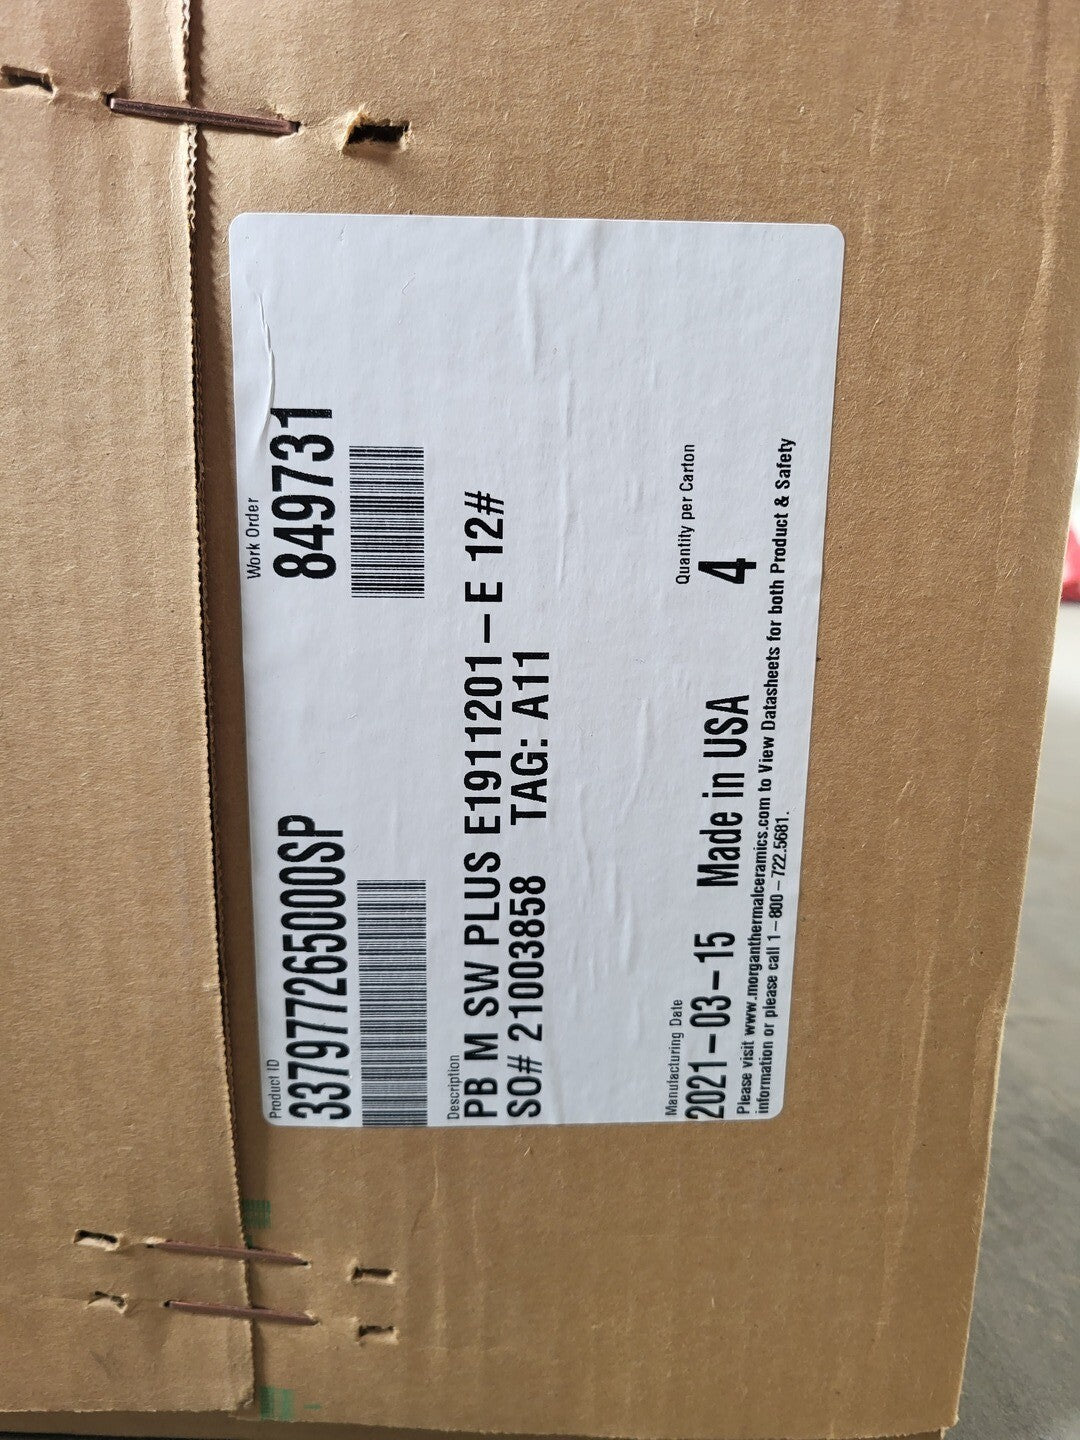 Product ID
337977265000SP
Work Order
849731
Description
PB M SW PLUS E1911201-E 12#
SO# 21003858 TAG: A11
Manufacturing Date
2021-03-15
Made in USA
Quantity per Carton
4
Please visit www.morganthermalceramics.com to View Datasheets for both Product & Safety
information or please call 1-800-722.5681.